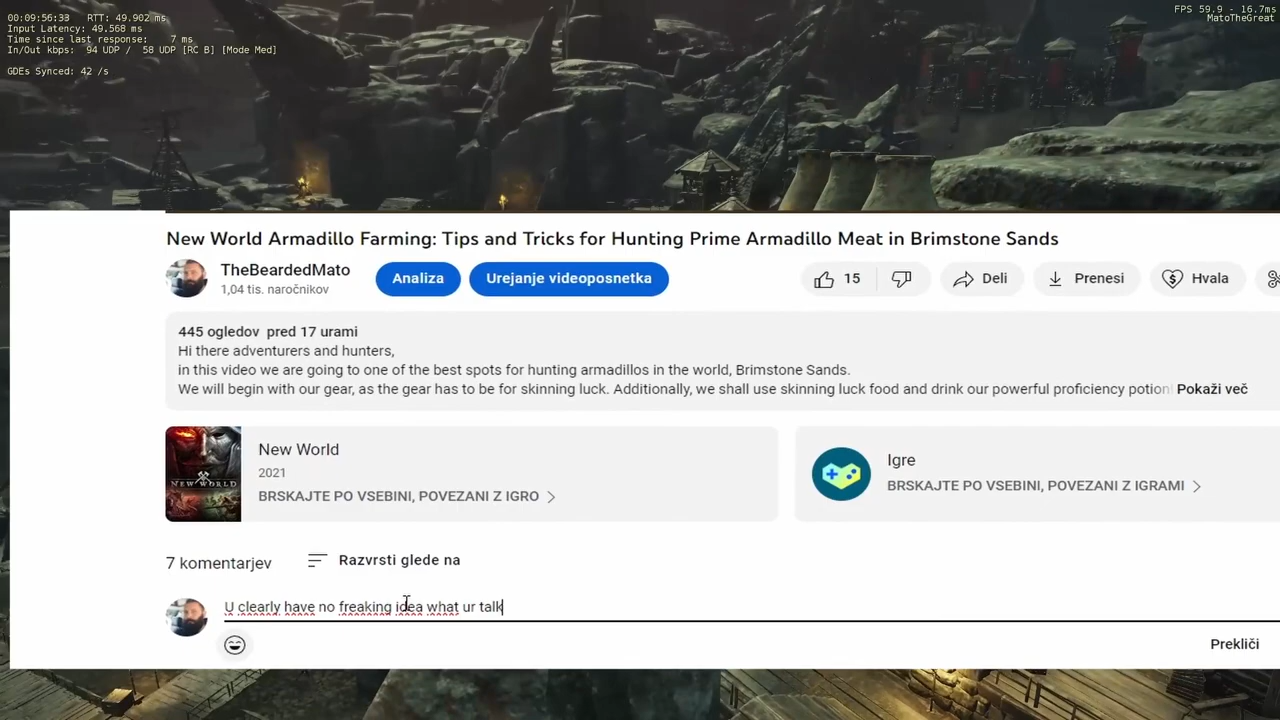 00:09:56:33 RTT: 49.902 ms
Input Latency: 49.568 ms
Time since last response: 7 ms
In/Out kbps: 94 UDP / 58 UDP [RC B] [Mode Med]
GDEs Synced: 42 /s
FPS 59.9 - 16.7ms
MatoTheGreat
New World Armadillo Farming: Tips and Tricks for Hunting Prime Armadillo Meat in Brimstone Sands
TheBeardedMato
1,04 tis. naročnikov
Analiza
Urejanje videoposnetka
15
Deli
Prenesi
Hvala
445 ogledov pred 17 urami
Hi there adventurers and hunters,
in this video we are going to one of the best spots for hunting armadillos in the world, Brimstone Sands.
We will begin with our gear, as the gear has to be for skinning luck. Additionally, we shall use skinning luck food and drink our powerful proficiency potion! Pokaži več
NEW WORLD
New World
2021
BRSKAJTE PO VSEBINI, POVEZANI Z IGRO
Igre
BRSKAJTE PO VSEBINI, POVEZANI Z IGRAMI
7 komentarjev
Razvrsti glede na
U clearly have no freaking idea what ur talk
Prekliči